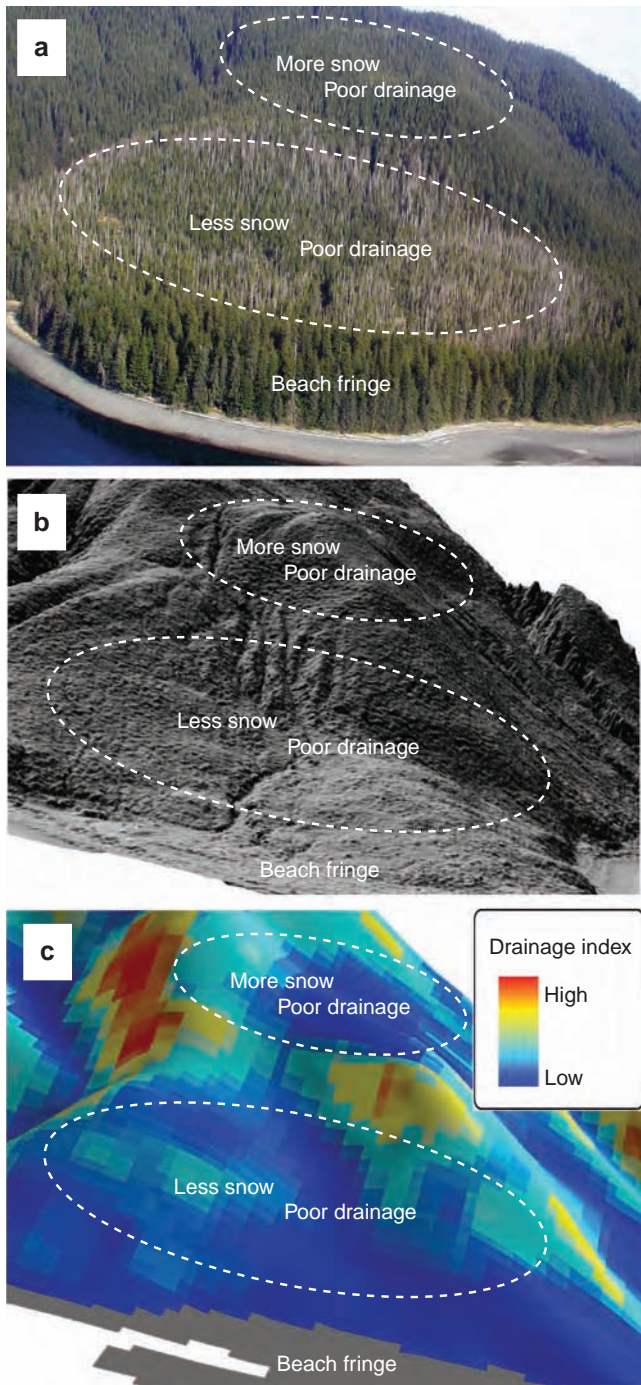 a
More snow
Poor drainage
Less snow
Poor drainage
Beach fringe
b
More snow
Poor drainage
Less snow
Poor drainage
Beach fringe
c
Drainage index
High
Low
More snow
Poor drainage
Less snow
Poor drainage
Beach fringe